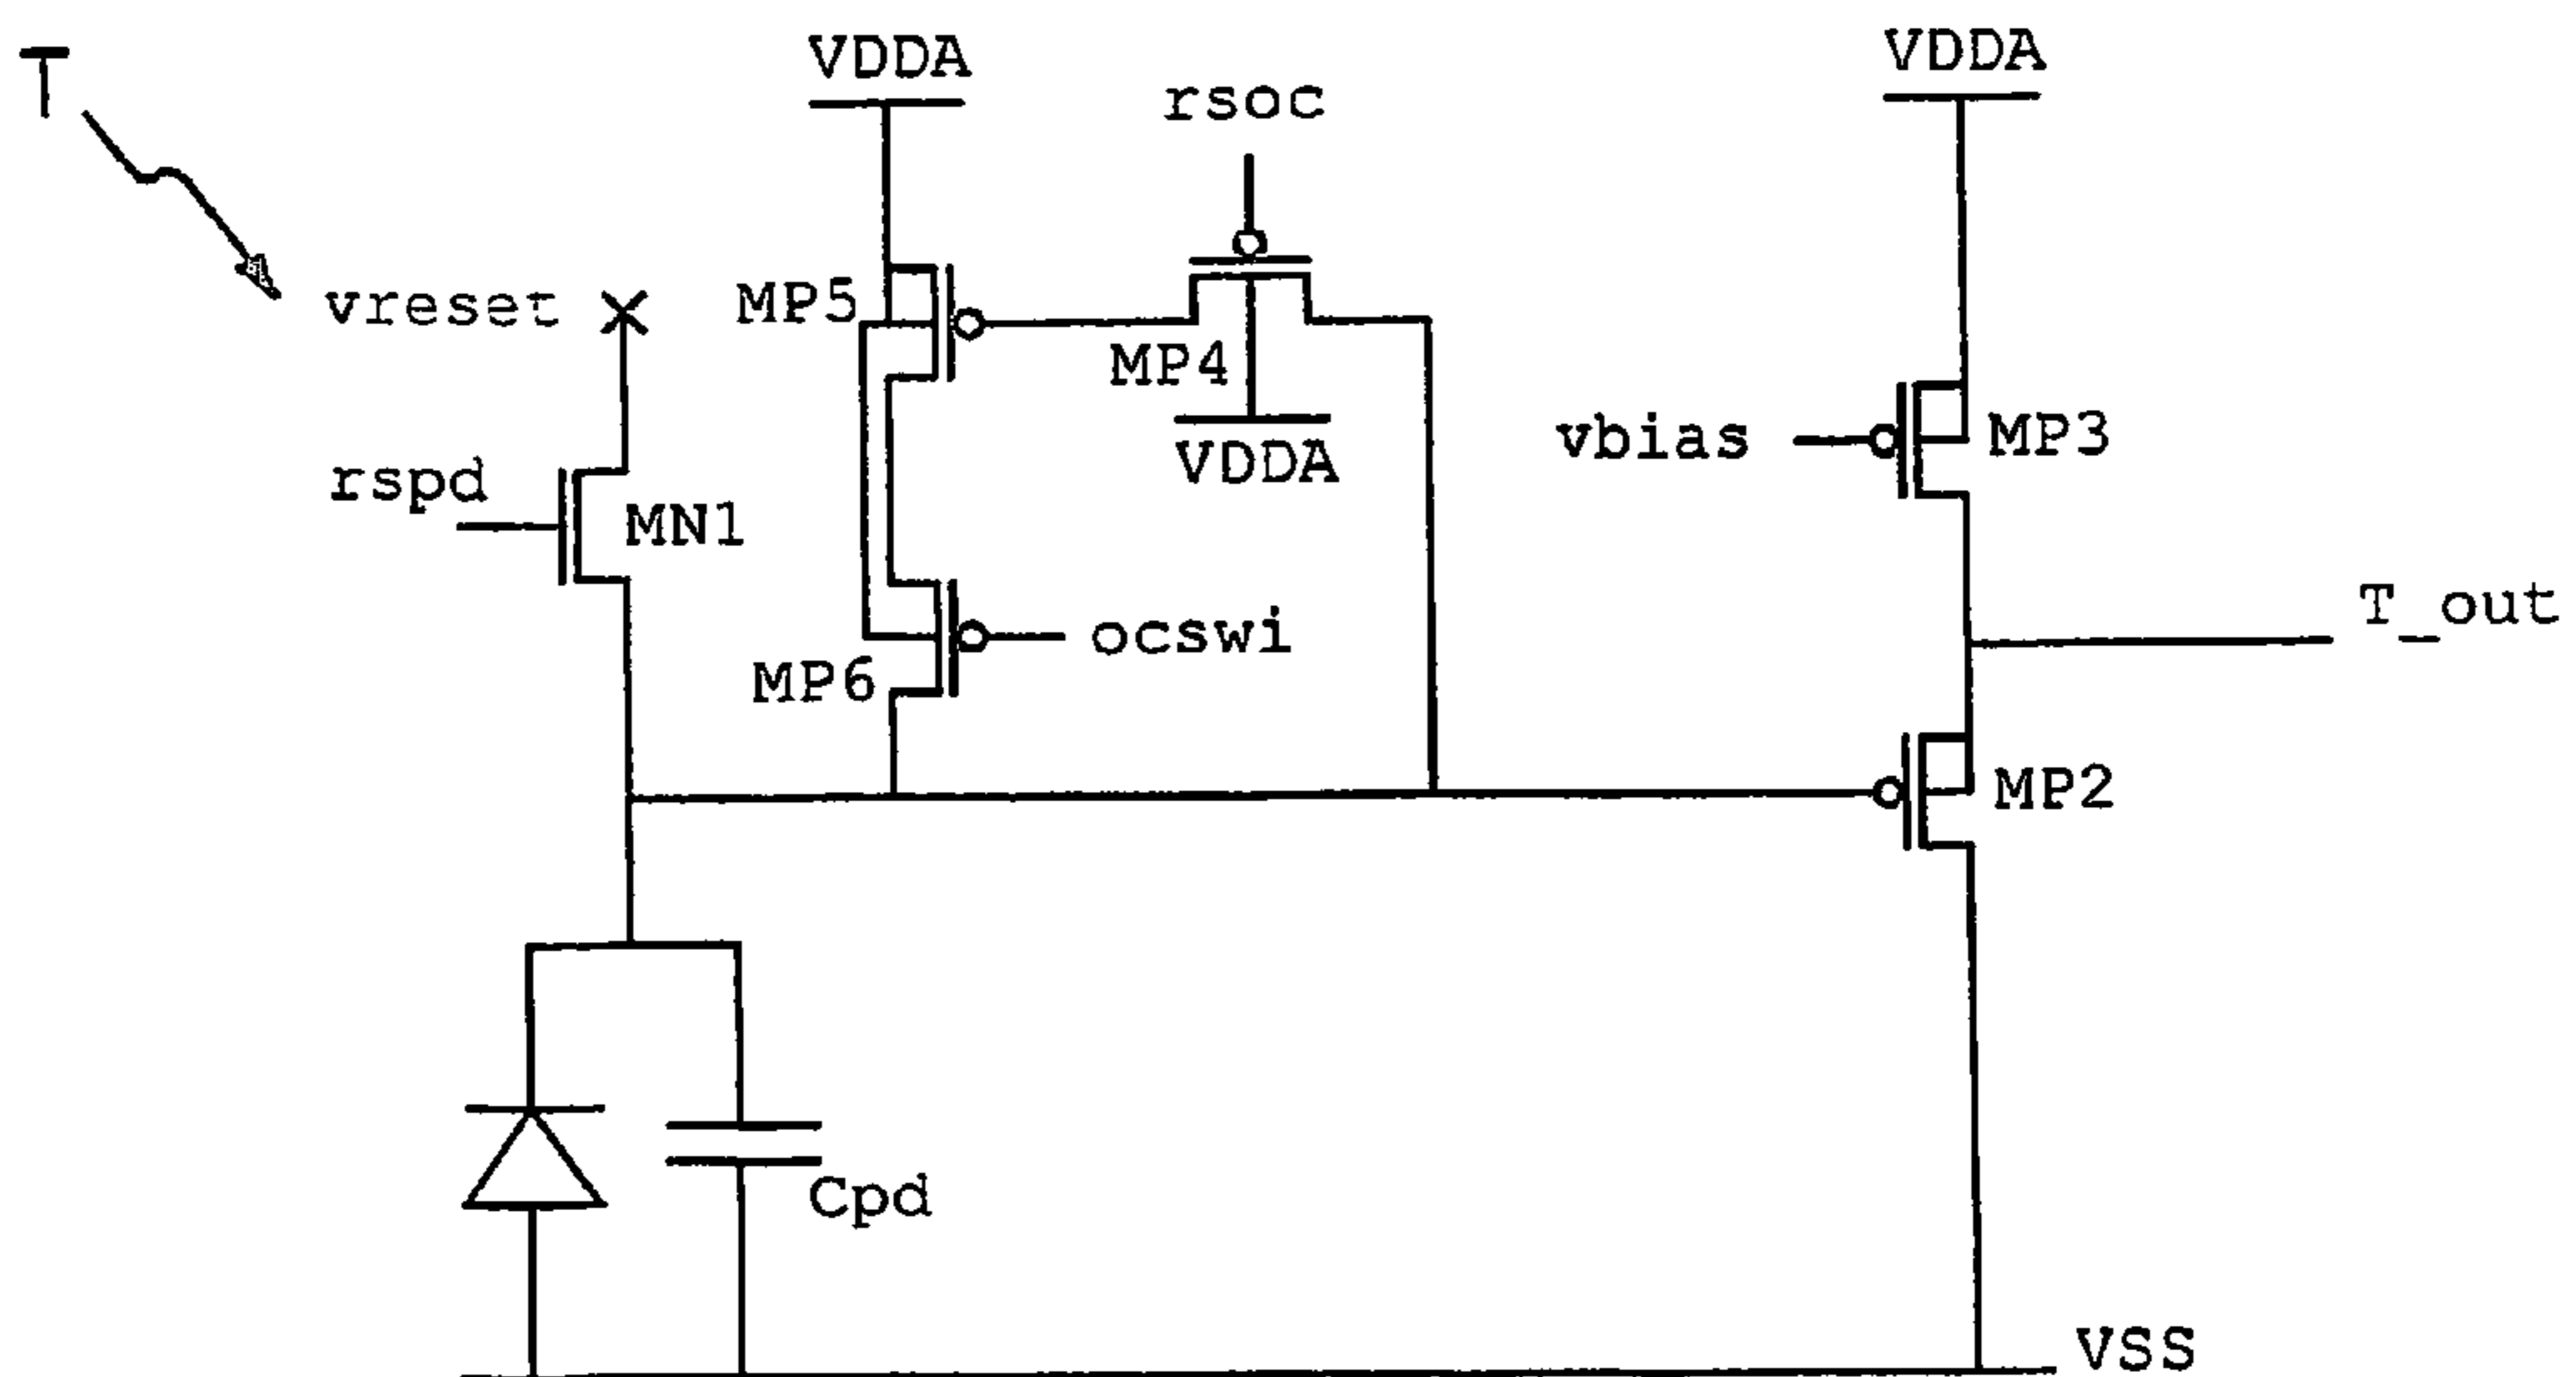 T
VDDA
VDDA
rsoc
vreset
MP5
MP4
VDDA
vbias
MP3
rspd
MN1
T_out
ocswi
MP6
MP2
Cpd
VSS